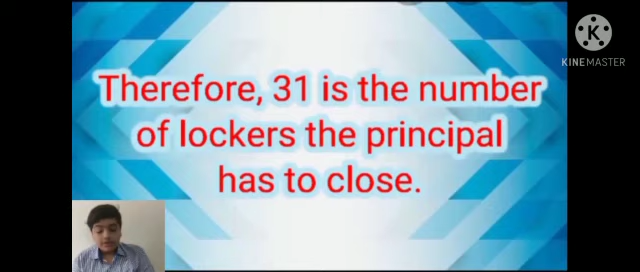 KINEMASTER
Therefore, 31 is the number
of lockers the principal
has to close.